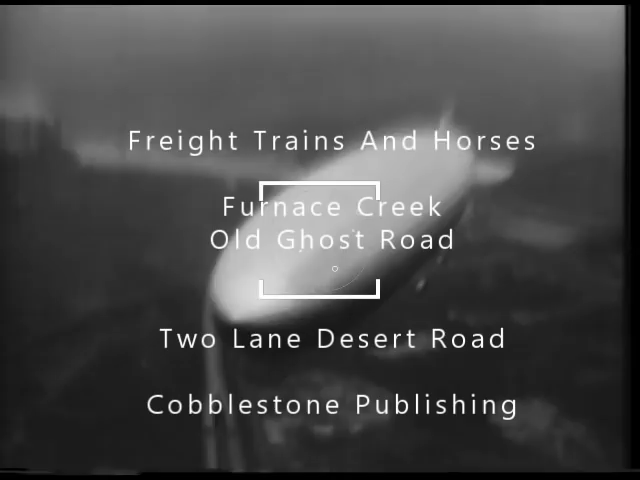 Freight Trains And Horses
Furnace Creek
Old Ghost Road
Two Lane Desert Road
Cobblestone Publishing